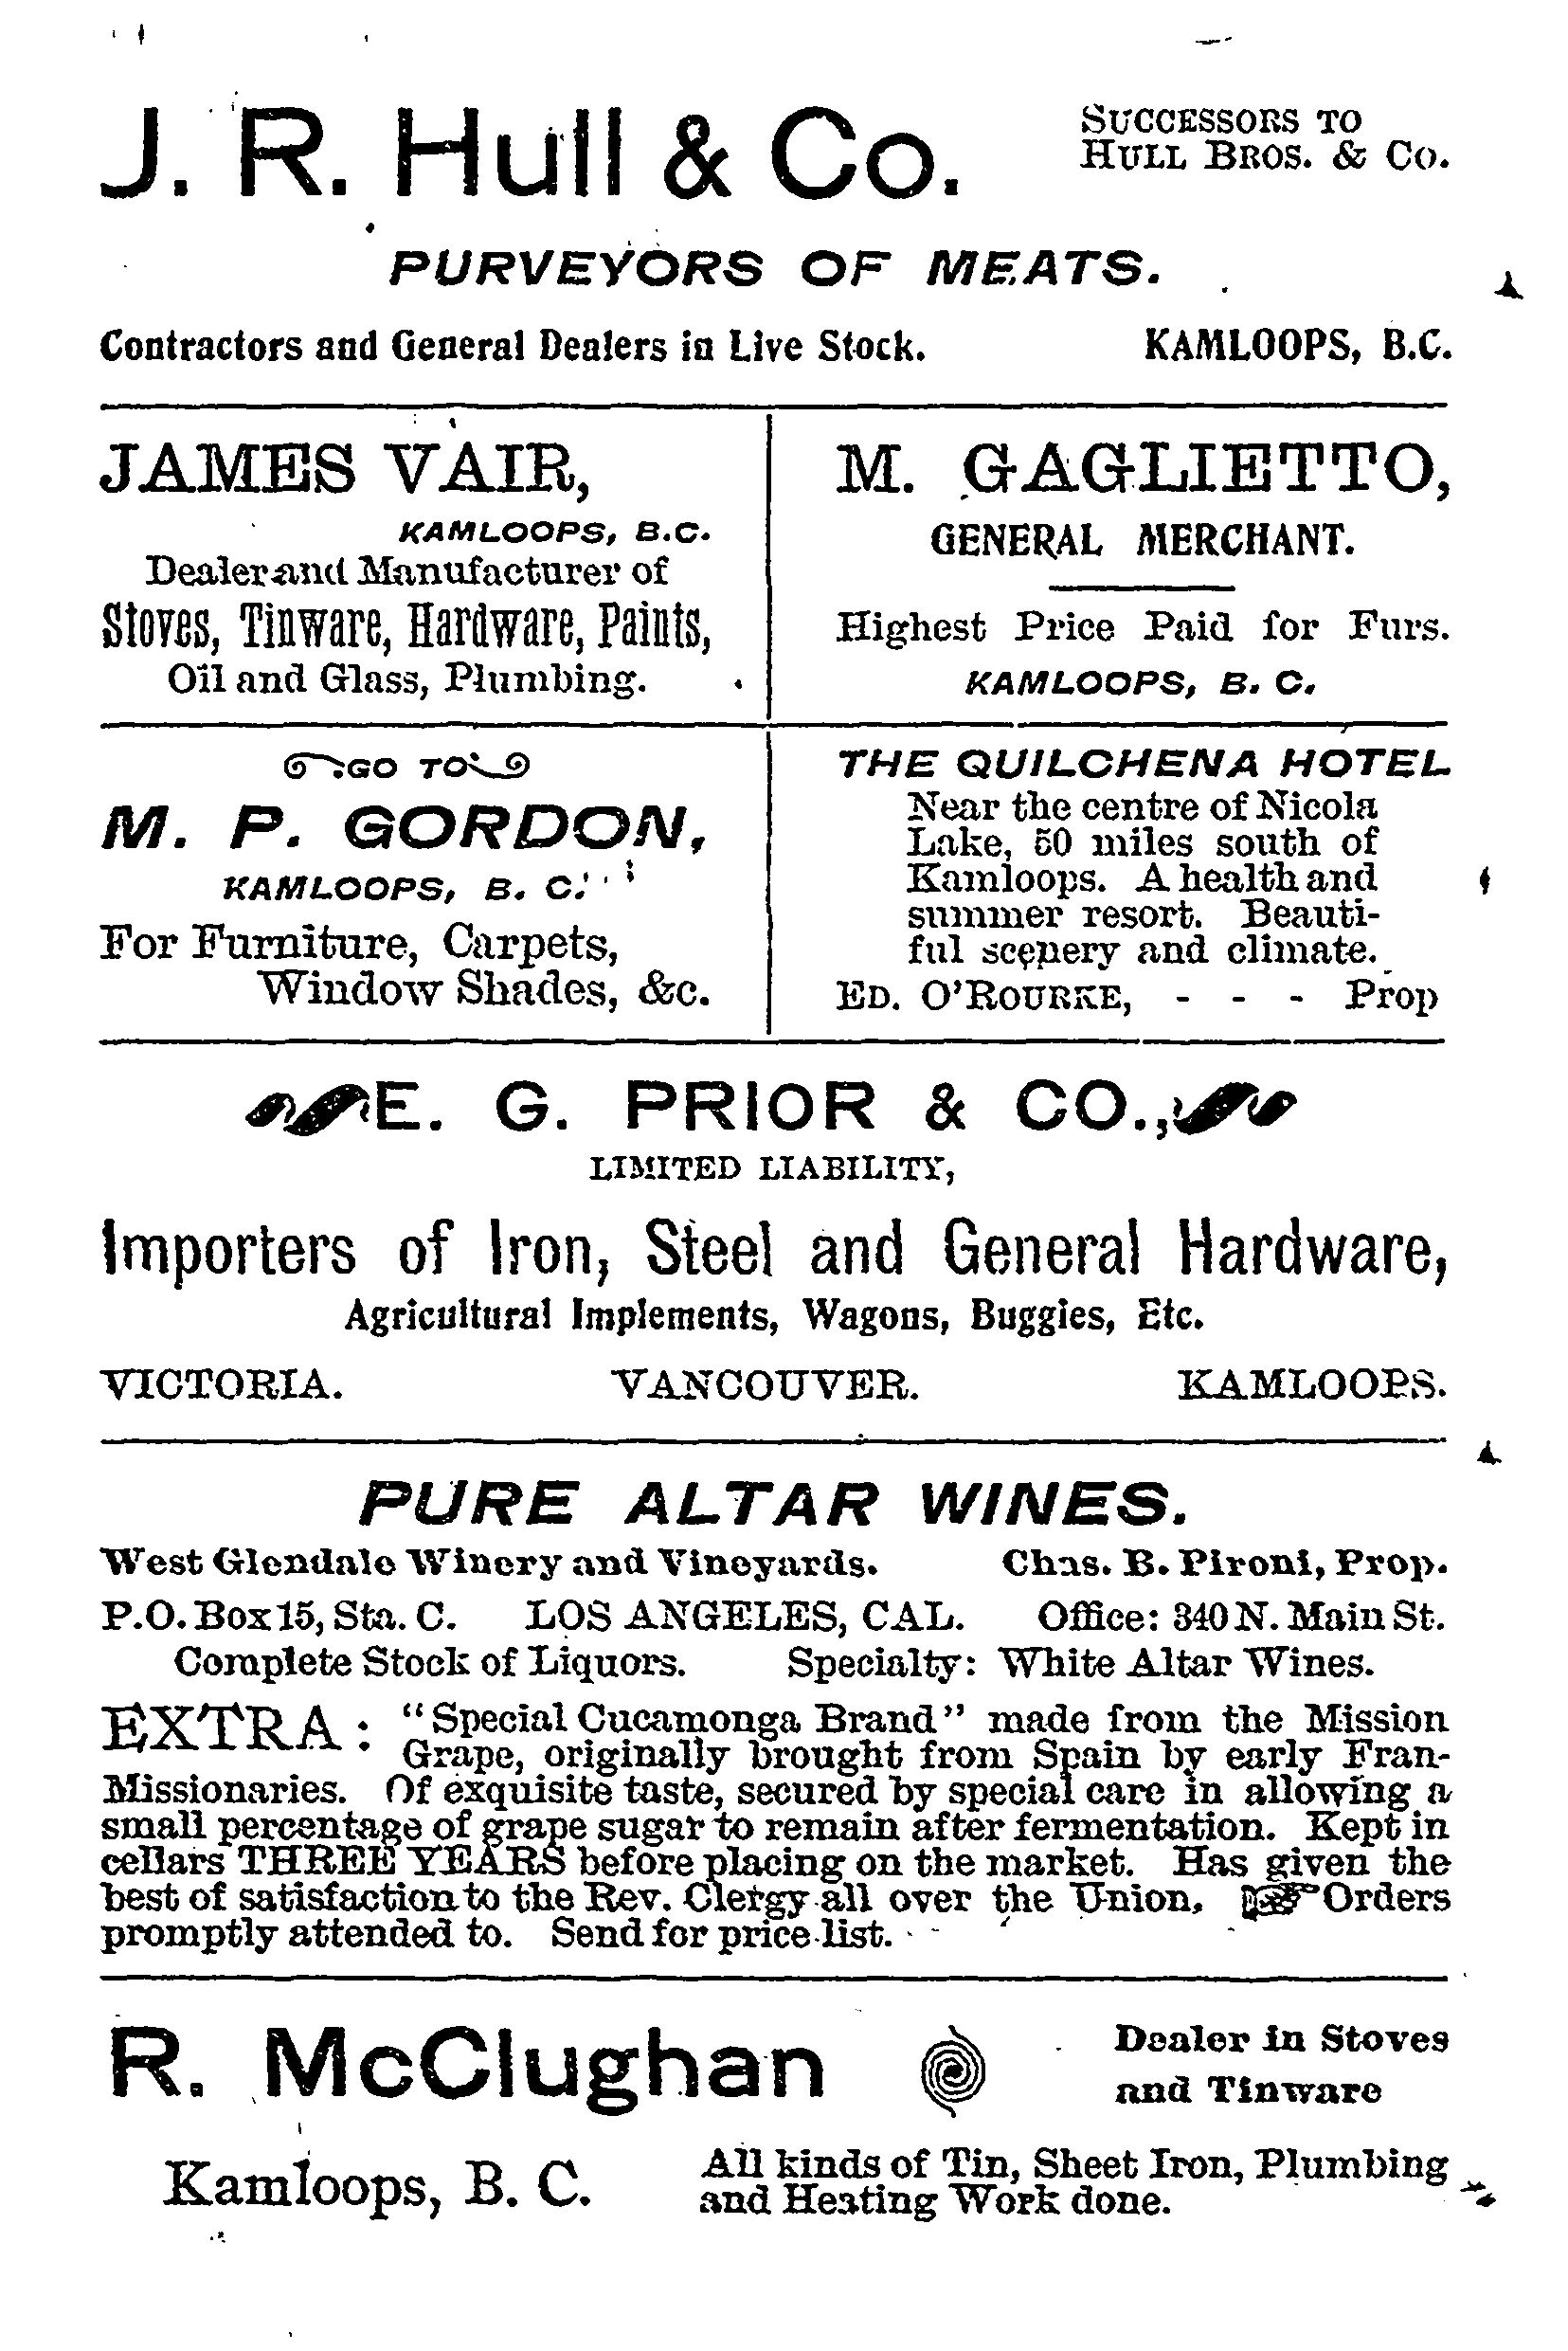 J. R. Hull & Co.
SUCCESSORS TO
HULL BROS. & CO.
PURVEYORS OF MEATS.
Contractors and General Dealers in Live Stock. KAMLOOPS, B.C.
JAMES VAIR,
KAMLOOPS, B.C.
Dealer and Manufacturer of
Stoves, Tinware, Hardware, Paints,
Oil and Glass, Plumbing.
M. GAGLIETTO,
GENERAL MERCHANT.
Highest Price Paid for Furs.
KAMLOOPS, B. C.
GO TO
M. P. GORDON,
KAMLOOPS, B. C.
For Furniture, Carpets,
Window Shades, &c.
THE QUILCHENA HOTEL
Near the centre of Nicola
Lake, 50 miles south of
Kamloops. A health and
summer resort. Beauti-
ful scenery and climate.
ED. O'ROURKE, - - - Prop
E. G. PRIOR & CO.,
LIMITED LIABILITY,
Importers of Iron, Steel and General Hardware,
Agricultural Implements, Wagons, Buggies, Etc.
VICTORIA. VANCOUVER. KAMLOOPS.
PURE ALTAR WINES.
West Glendale Winery and Vineyards. Chas. B. Pironi, Prop.
P.O. Box 15, Sta. C. LOS ANGELES, CAL. Office: 340 N. Main St.
Complete Stock of Liquors. Specialty: White Altar Wines.
EXTRA: "Special Cucamonga Brand" made from the Mission
Grape, originally brought from Spain by early Fran-
Missionaries. Of exquisite taste, secured by special care in allowing a
small percentage of grape sugar to remain after fermentation. Kept in
cellars THREE YEARS before placing on the market. Has given the
best of satisfaction to the Rev. Clergy all over the Union. Orders
promptly attended to. Send for price list.
R. McClughan
Dealer in Stoves
and Tinware
Kamloops, B. C.
All kinds of Tin, Sheet Iron, Plumbing
and Heating Work done.